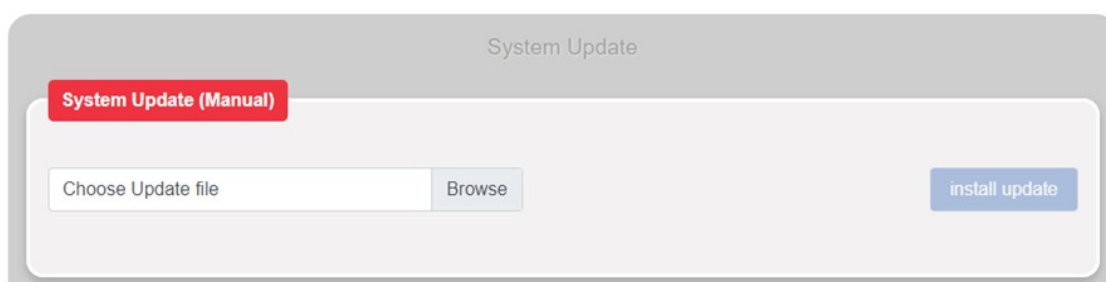 System Update
System Update (Manual)
Choose Update file Browse install update